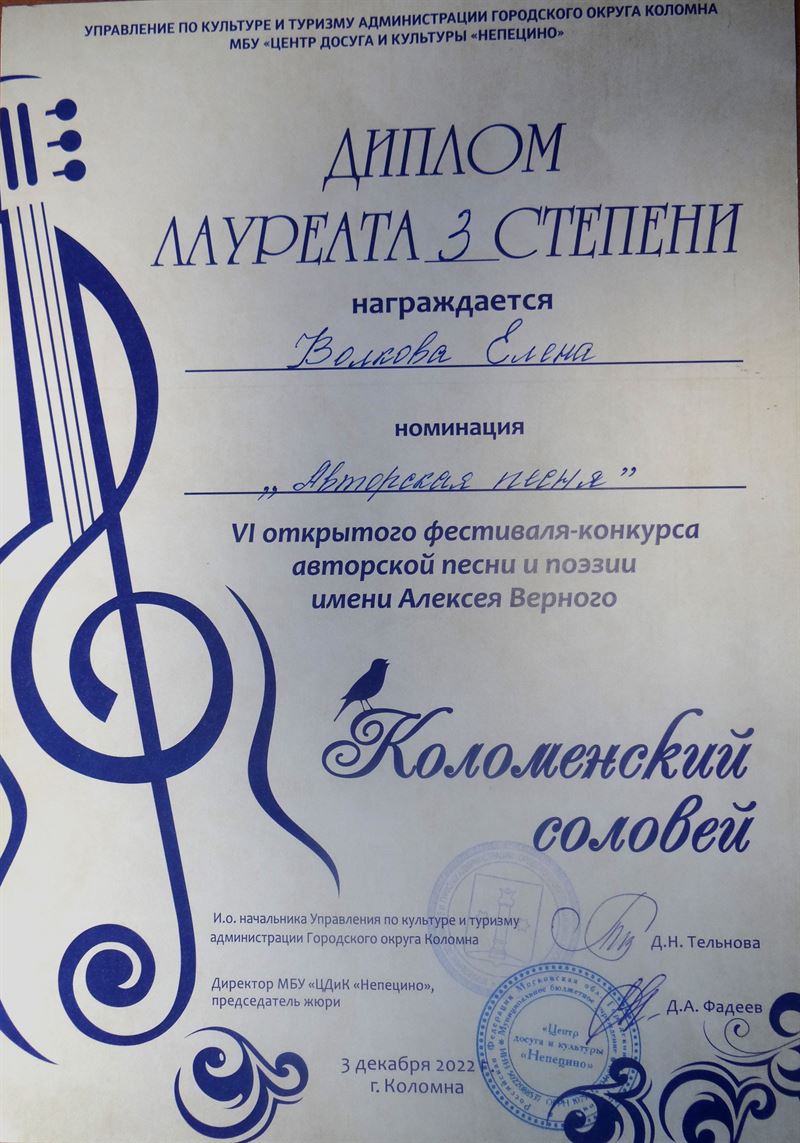 УПРАВЛЕНИЕ ПО КУЛЬТУРЕ И ТУРИЗМУ АДМИНИСТРАЦИИ ГОРОДСКОГО ОКРУГА КОЛОМНА
МБУ «ЦЕНТР ДОСУГА И КУЛЬТУРЫ «НЕПЕЦИНО»
ДИПЛОМ
ЛАУРЕАТА 3 СТЕПЕНИ
награждается
Волкова Елена
номинация
„Авторская песня”
VI открытого фестиваля-конкурса
авторской песни и поэзии
имени Алексея Верного
Коломенский
соловей
И.о. начальника Управления по культуре и туризму
администрации Городского округа Коломна
Д.Н. Тельнова
Директор МБУ «ЦДиК «Непецино»,
председатель жюри
Д.А. Фадеев
«Центр
досуга и культуры
«Непецино»
3 декабря 2022
г. Коломна